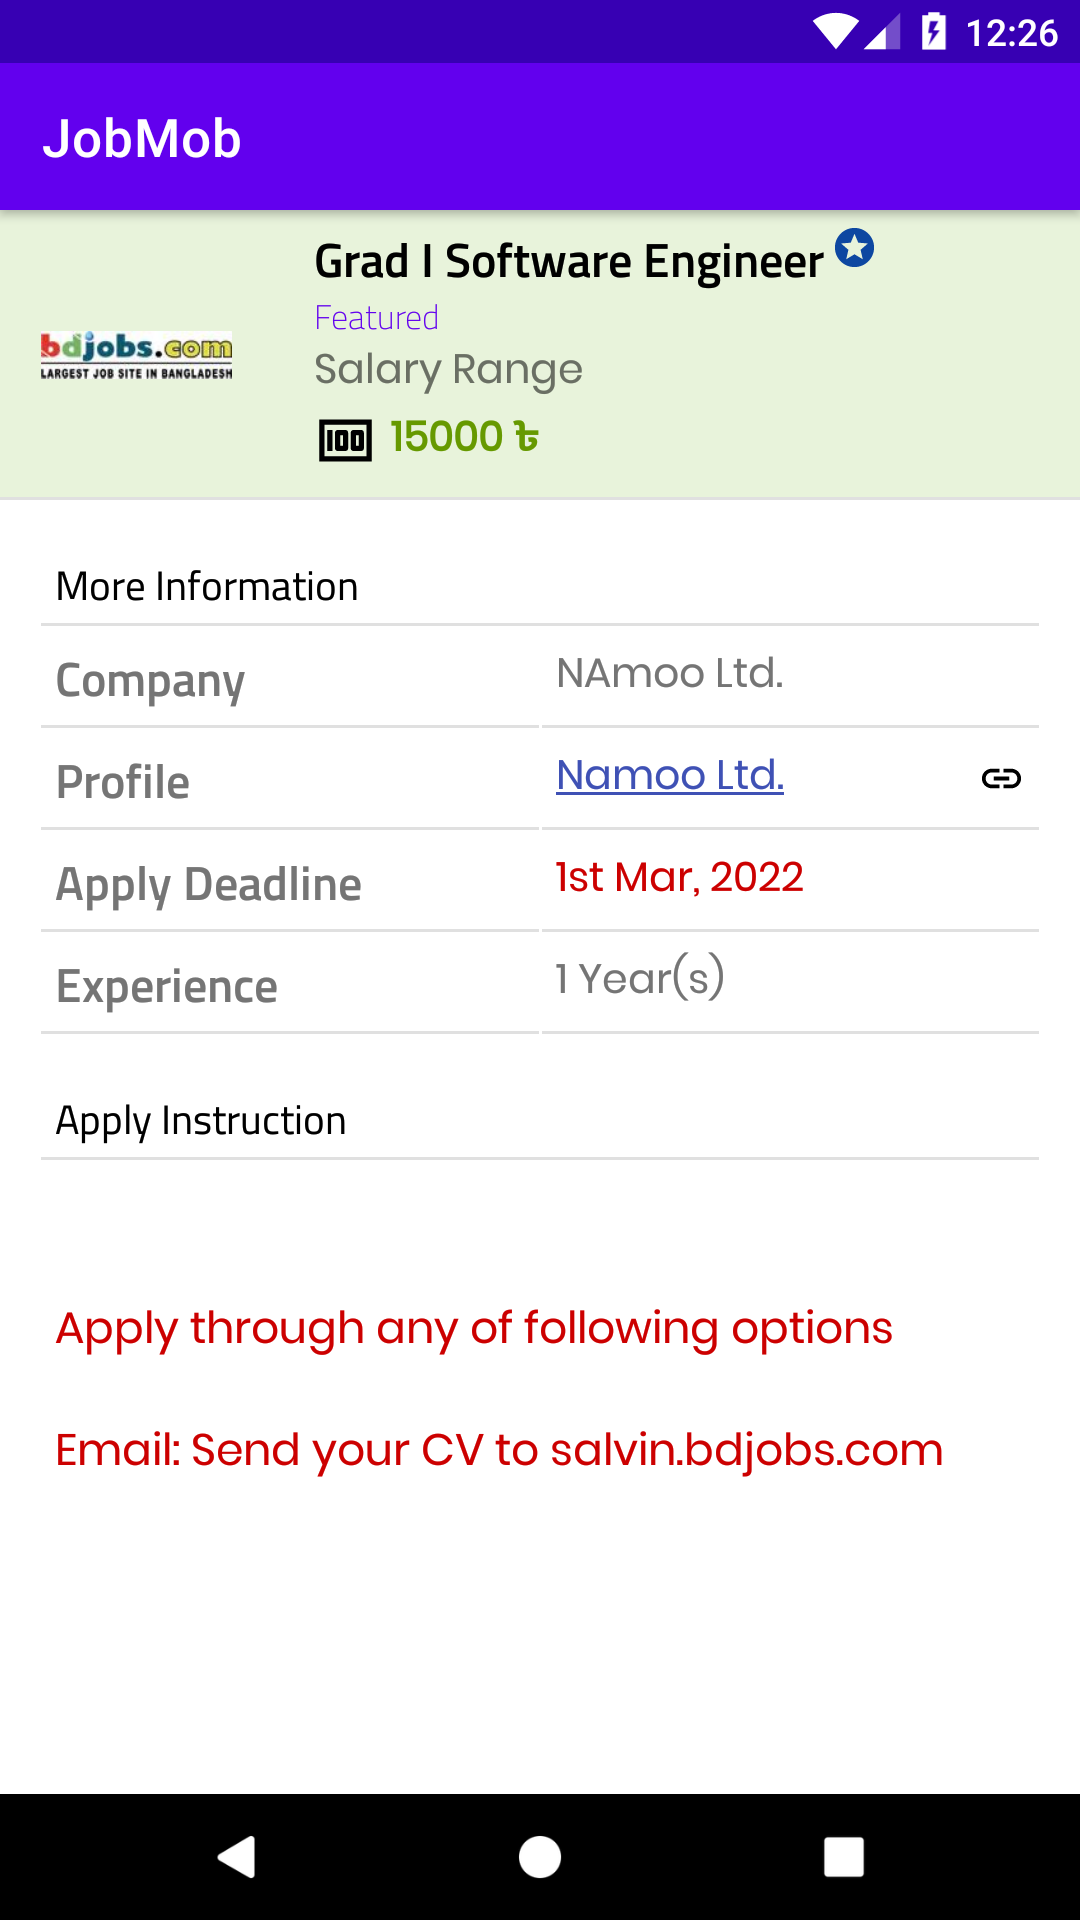 12:26
JobMob
Grad I Software Engineer
Featured
bdjobs.com
LARGEST JOB SITE IN BANGLADESH
Salary Range
100 15000 ৳
More Information
Company NAmoo Ltd.
Profile Namoo Ltd.
Apply Deadline 1st Mar, 2022
Experience 1 Year(s)
Apply Instruction
Apply through any of following options
Email: Send your CV to salvin.bdjobs.com